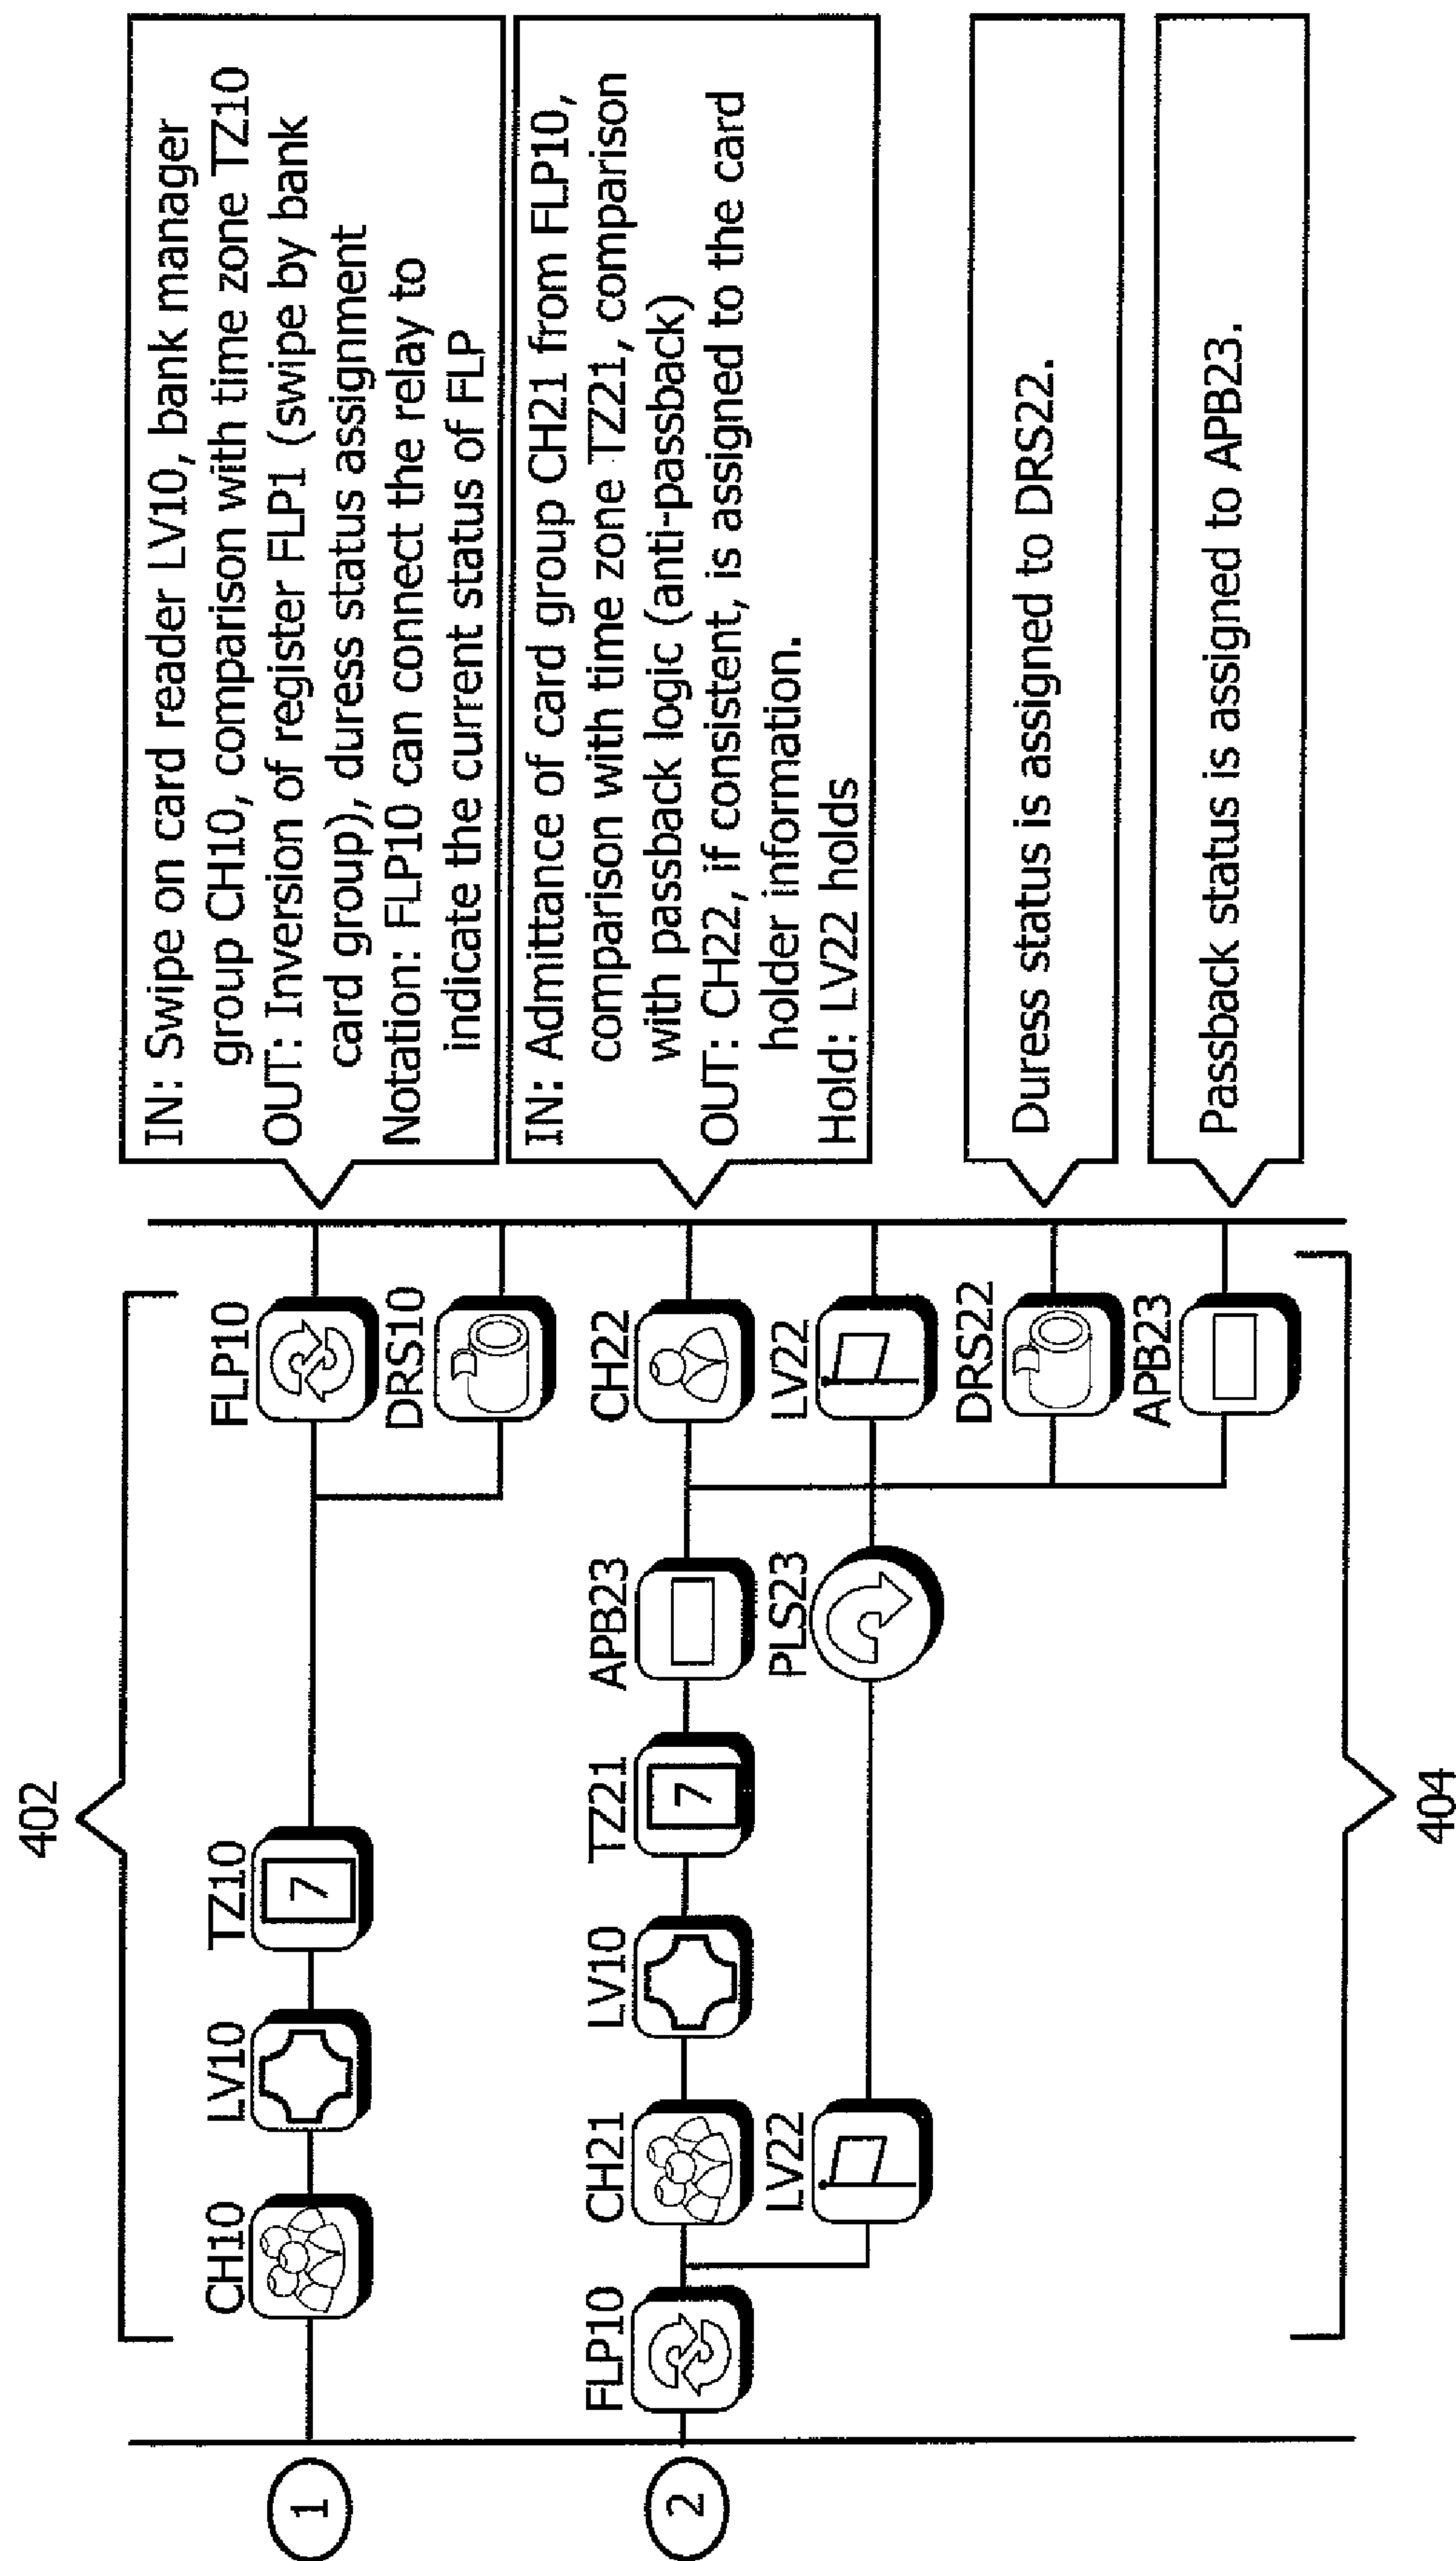 402
1
CH10
LV10
TZ10
7
FLP10
DRS10
IN: Swipe on card reader LV10, bank manager
group CH10, comparison with time zone TZ10
OUT: Inversion of register FLP1 (swipe by bank
card group), duress status assignment
Notation: FLP10 can connect the relay to
indicate the current status of FLP
2
FLP10
CH21
LV10
TZ21
7
APB23
CH22
LV22
PLS23
LV22
DRS22
APB23
IN: Admittance of card group CH21 from FLP10,
comparison with time zone TZ21, comparison
with passback logic (anti-passback)
OUT: CH22, if consistent, is assigned to the card
holder information.
Hold: LV22 holds
Duress status is assigned to DRS22.
Passback status is assigned to APB23.
404